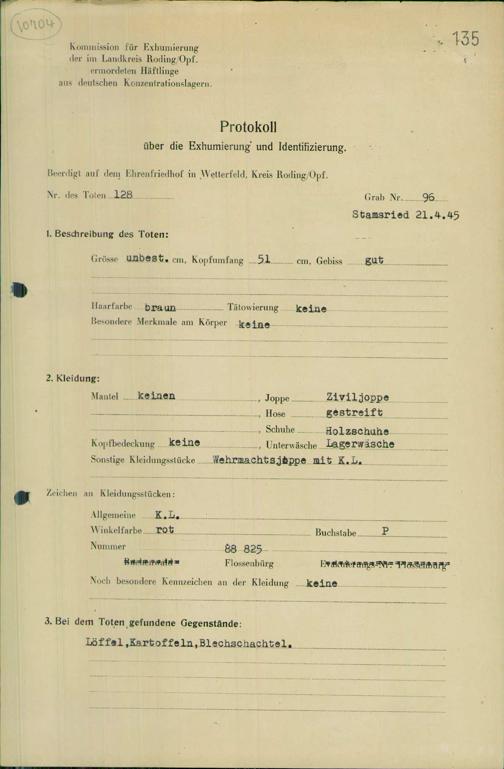 10704
135
Kommission für Exhumierung
der im Landkreis Roding/Opf.
ermordeten Häftlinge
aus deutschen Konzentrationslagern.
Protokoll
über die Exhumierung und Identifizierung.
Beerdigt auf dem Ehrenfriedhof in Wetterfeld, Kreis Roding/Opf.
Nr. des Toten 128 Grab Nr. 96
Stamsried 21.4.45
1. Beschreibung des Toten:
Grösse unbest. cm, Kopfumfang 51 cm, Gebiss gut
Haarfarbe braun Tätowierung keine
Besondere Merkmale am Körper keine
2. Kleidung:
Mantel keinen , Joppe Ziviljoppe
, Hose gestreift
, Schuhe Holzschuhe
Kopfbedeckung keine , Unterwäsche Lagerwäsche
Sonstige Kleidungsstücke Wehrmachtsjoppe mit K.L.
Zeichen an Kleidungsstücken:
Allgemeine K.L.
Winkelfarbe rot Buchstabe P
Nummer 88 825
Flossenbürg
Noch besondere Kennzeichen an der Kleidung keine
3. Bei dem Toten gefundene Gegenstände:
Löffel,Kartoffeln,Blechschachtel.